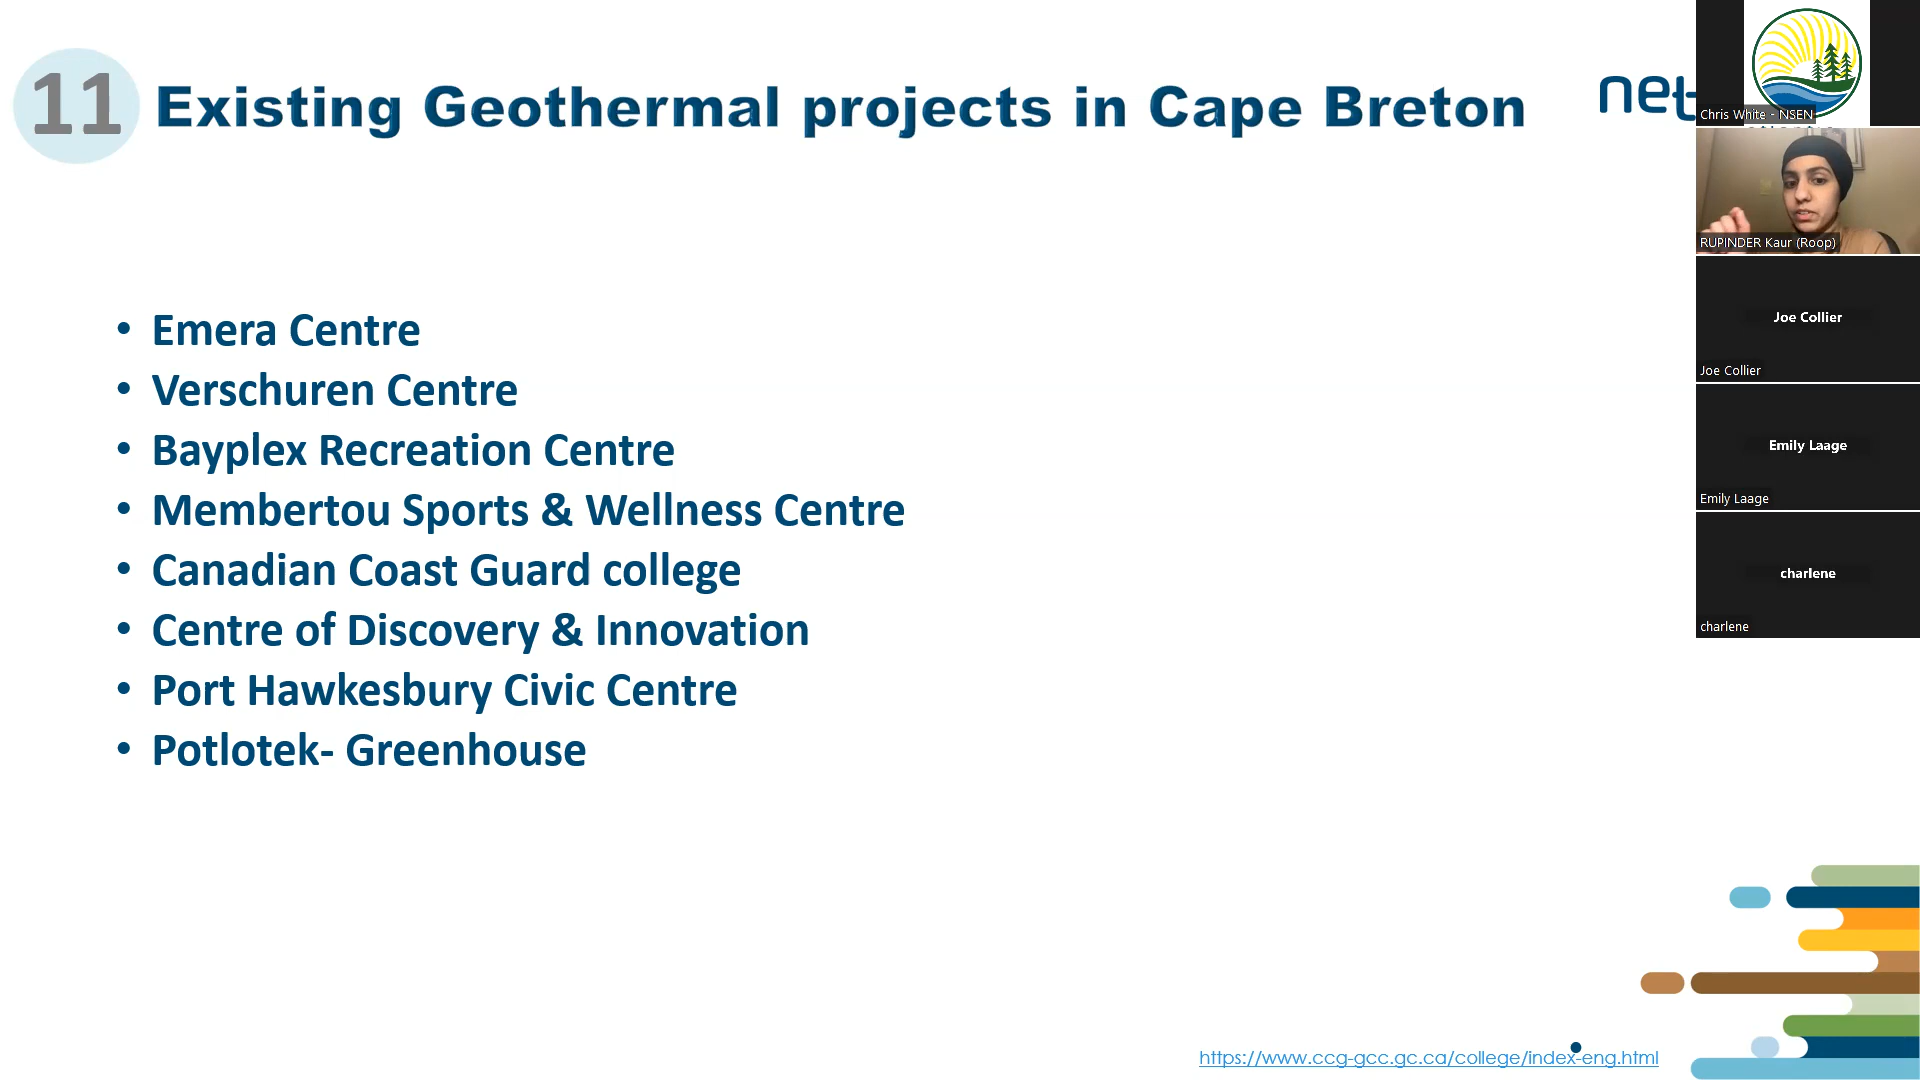 11 Existing Geothermal projects in Cape Breton
net
• Emera Centre
• Verschuren Centre
• Bayplex Recreation Centre
• Membertou Sports & Wellness Centre
• Canadian Coast Guard college
• Centre of Discovery & Innovation
• Port Hawkesbury Civic Centre
• Potlotek- Greenhouse
https://www.ccg-gcc.gc.ca/college/index-eng.html
Chris White - NSEN
RUPINDER Kaur (Roop)
Joe Collier
Joe Collier
Emily Laage
Emily Laage
charlene
charlene